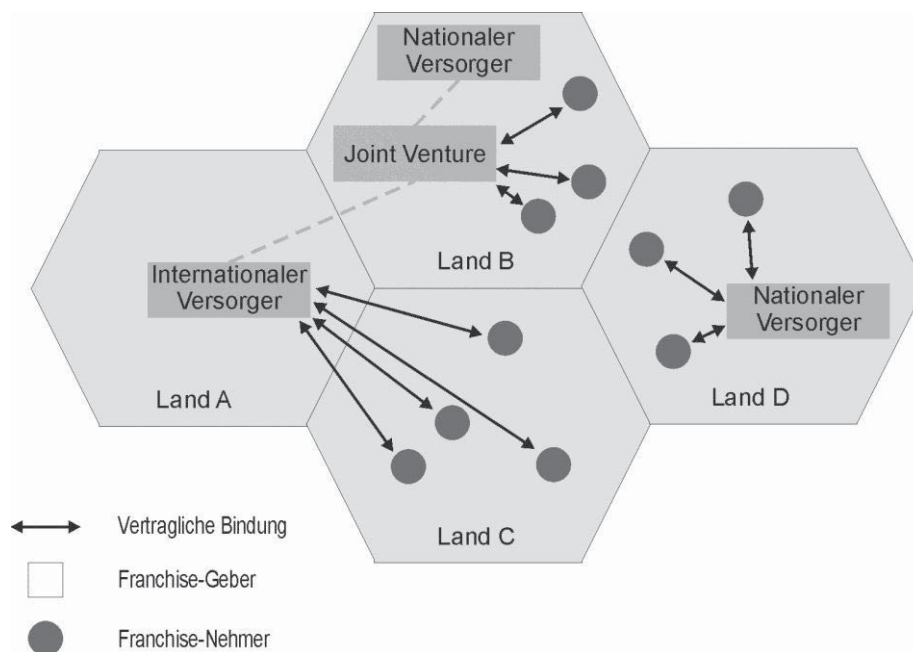 Nationaler
Versorger
Joint Venture
Land B
Internationaler
Versorger
Land A
Nationaler
Versorger
Land D
Land C
Vertragliche Bindung
Franchise-Geber
Franchise-Nehmer